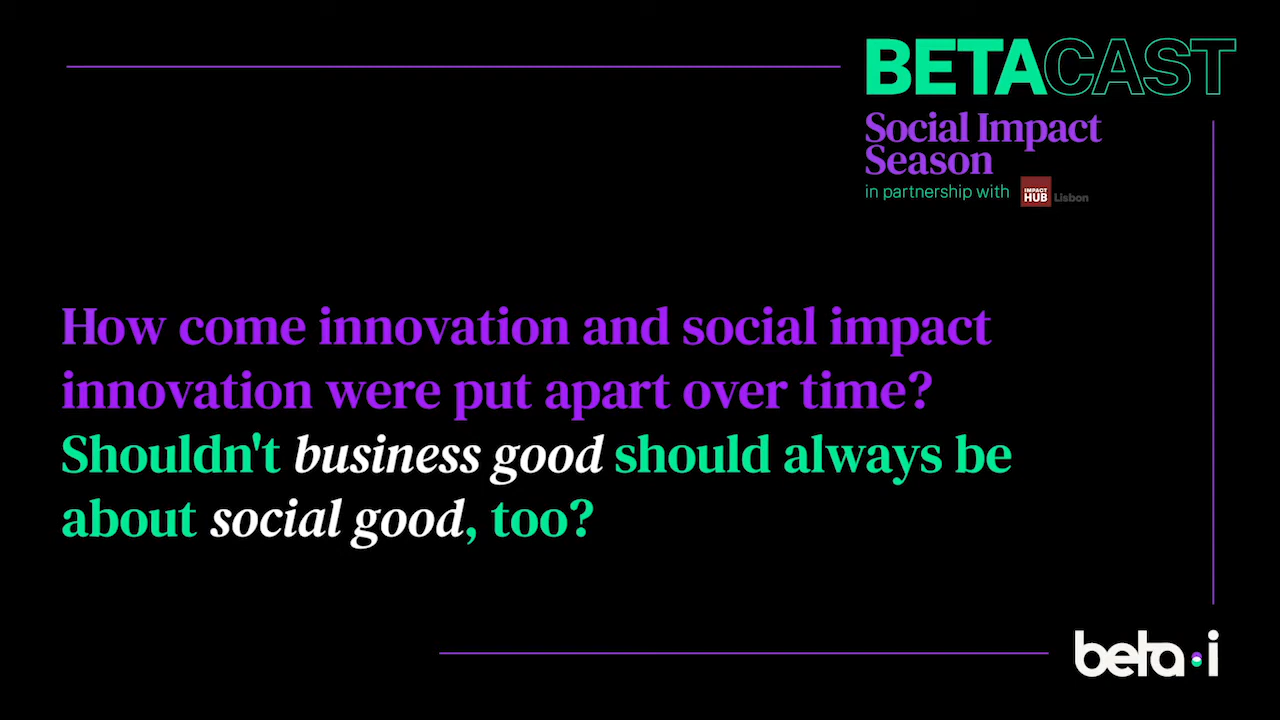 BETACAST
Social Impact
Season
in partnership with IMPACT HUB Lisbon
How come innovation and social impact
innovation were put apart over time?
Shouldn't business good should always be
about social good, too?
beta·i